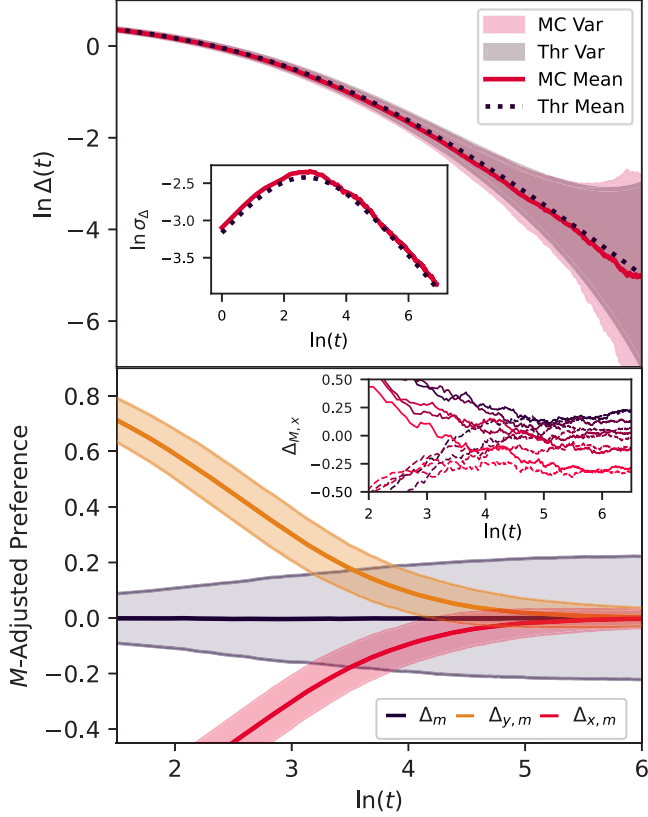 MC Var
Thr Var
MC Mean
Thr Mean
0
−2
−4
−6
ln Δ(t)
−2.5
−3.0
−3.5
ln σ_Δ
0 2 4 6
ln(t)
0.8
0.6
0.4
0.2
0.0
−0.2
−0.4
M-Adjusted Preference
0.50
0.25
0.00
−0.25
−0.50
Δ_{M,x}
2 3 4 5 6
ln(t)
Δ_m Δ_{y,m} Δ_{x,m}
2 3 4 5 6
ln(t)